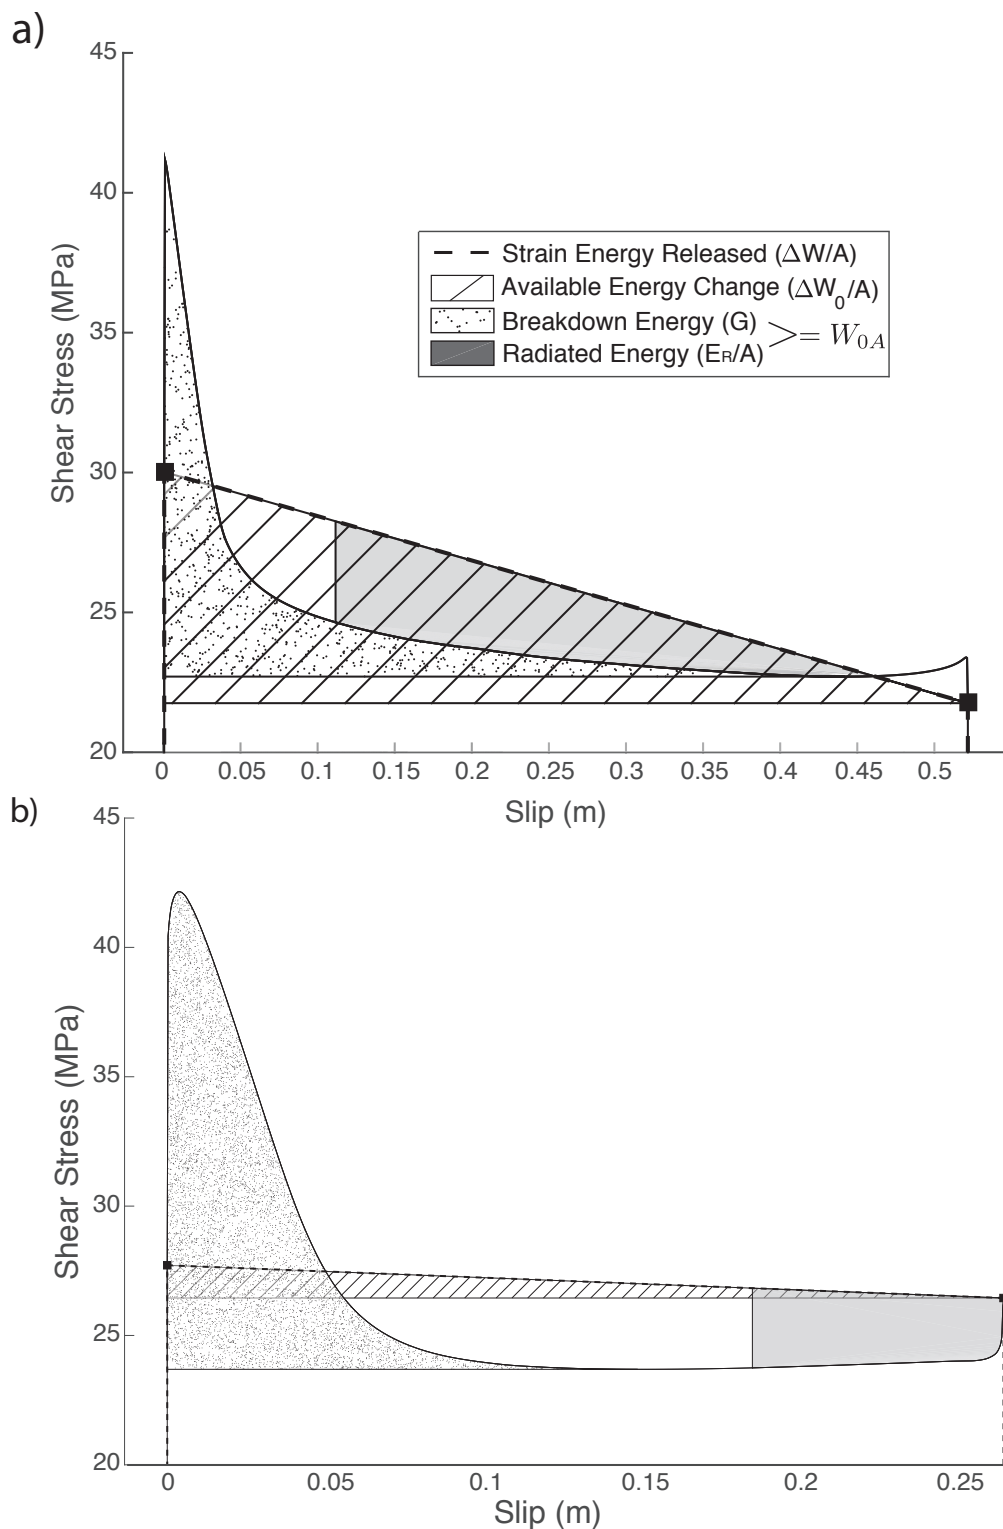 a)
45
40
35
30
25
20
Shear Stress (MPa)
Strain Energy Released (ΔW/A)
Available Energy Change (ΔW₀/A)
Breakdown Energy (G)
Radiated Energy (ER/A)
>= W₀A
0 0.05 0.1 0.15 0.2 0.25 0.3 0.35 0.4 0.45 0.5
Slip (m)
b)
45
40
35
30
25
20
Shear Stress (MPa)
0 0.05 0.1 0.15 0.2 0.25
Slip (m)